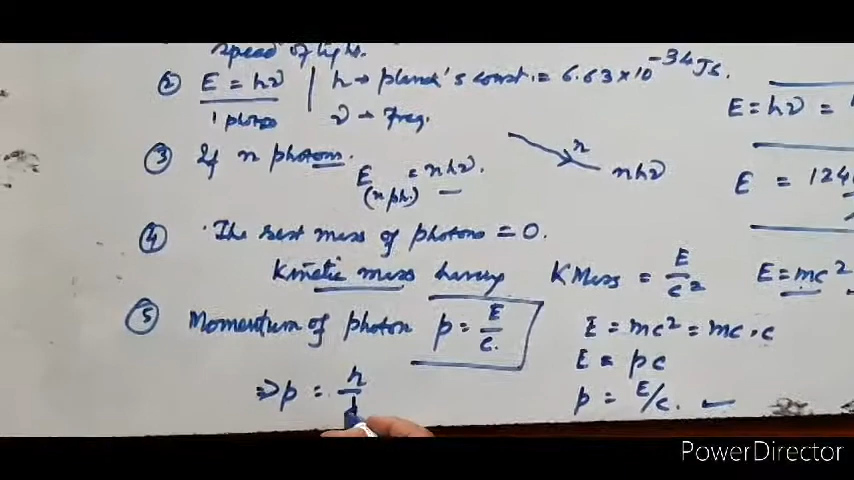 speed of light.
② E = hν | h → planck's const. = 6.63×10⁻³⁴ Js.
1 photon ν → freq.
E = hν =
③ If n photons. E = nhν.
(n ph.)
n
nhν
E = 124
④ The rest mass of photons = 0.
Kinetic mass having K Mass = E/c² E = mc²
⑤ Momentum of photon p = E/c. E = mc² = mc·c
E = pc
⇒ p = h p = E/c.
PowerDirector